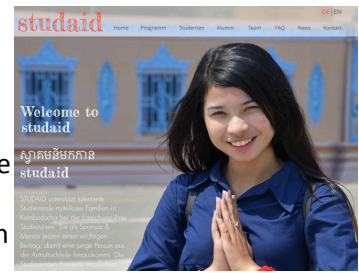 studaid
DE|EN
Home Programm Studenten Alumni Team FAQ News Kontakt
Welcome to
studaid
ស្វាគមន៍មកកាន់
studaid
STUDAID unterstützt talentierte
Studierende mittelloser Familien in
Kambodscha bei der Erreichung ihres
Sie als Sponsor &
Mentor leisten einen wichtigen
Beitrag, damit eine junge Person aus
der Armutsschleife herauskommt. Die